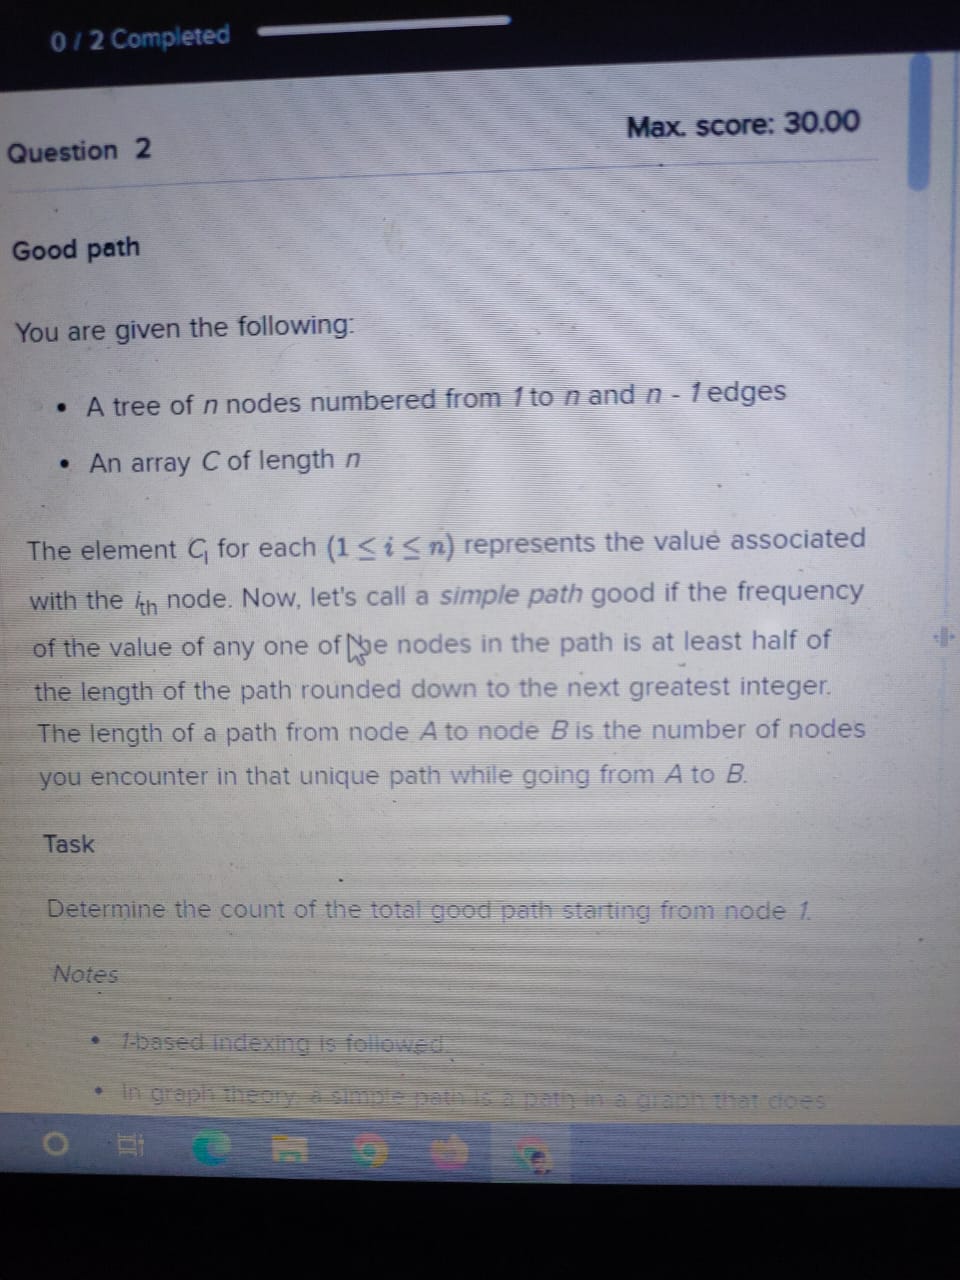 0 / 2 Completed
Max. score: 30.00
Question 2
Good path
You are given the following:
• A tree of n nodes numbered from 1 to n and n - 1 edges
• An array C of length n
The element Ci for each (1 ≤ i ≤ n) represents the value associated
with the ith node. Now, let's call a simple path good if the frequency
of the value of any one of the nodes in the path is at least half of
the length of the path rounded down to the next greatest integer.
The length of a path from node A to node B is the number of nodes
you encounter in that unique path while going from A to B.
Task
Determine the count of the total good path starting from node 1.
Notes
• 1-based indexing is followed.
• In graph theory, a simple path is a path in a graph that does